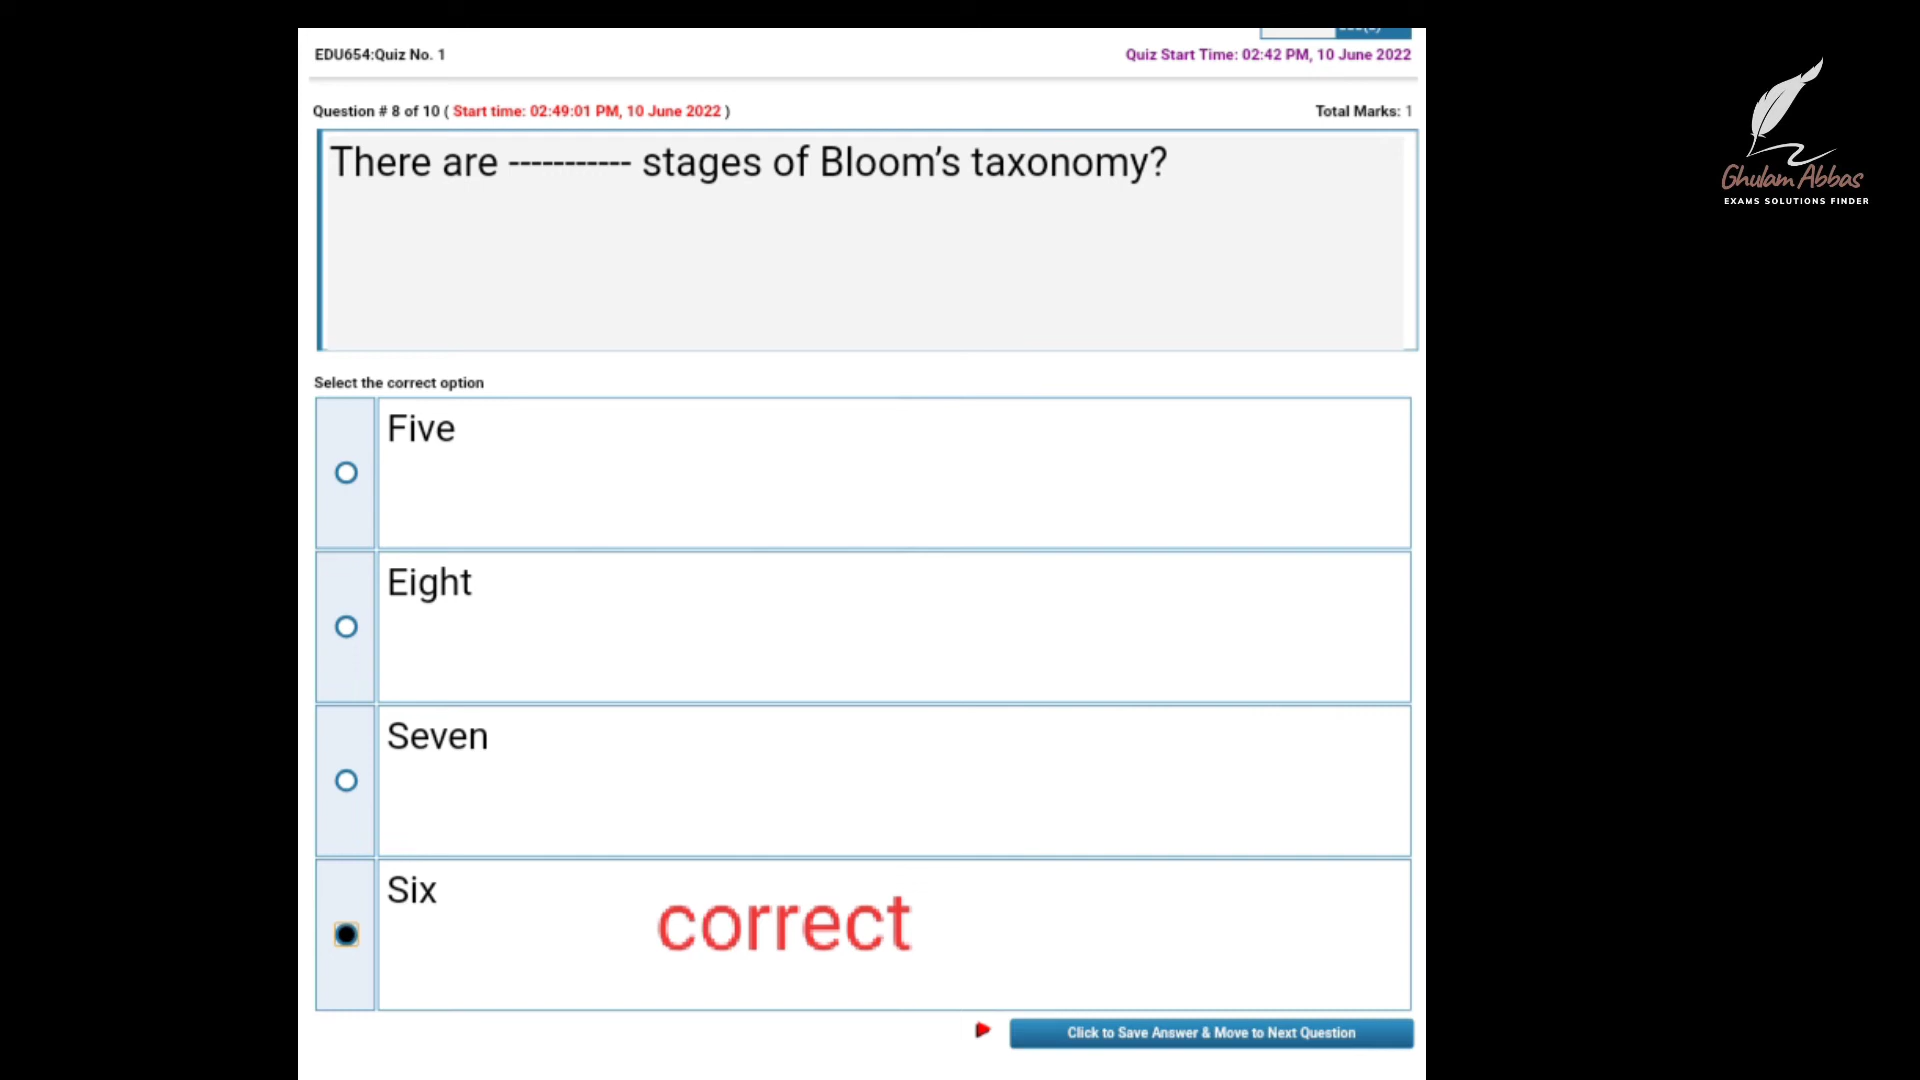 EDU654:Quiz No. 1
Quiz Start Time: 02:42 PM, 10 June 2022
Question # 8 of 10 ( Start time: 02:49:01 PM, 10 June 2022 )
Total Marks: 1
Ghulam Abbas
EXAMS SOLUTIONS FINDER
There are ----------- stages of Bloom’s taxonomy?
Select the correct option
Five
Eight
Seven
Six
correct
Click to Save Answer & Move to Next Question